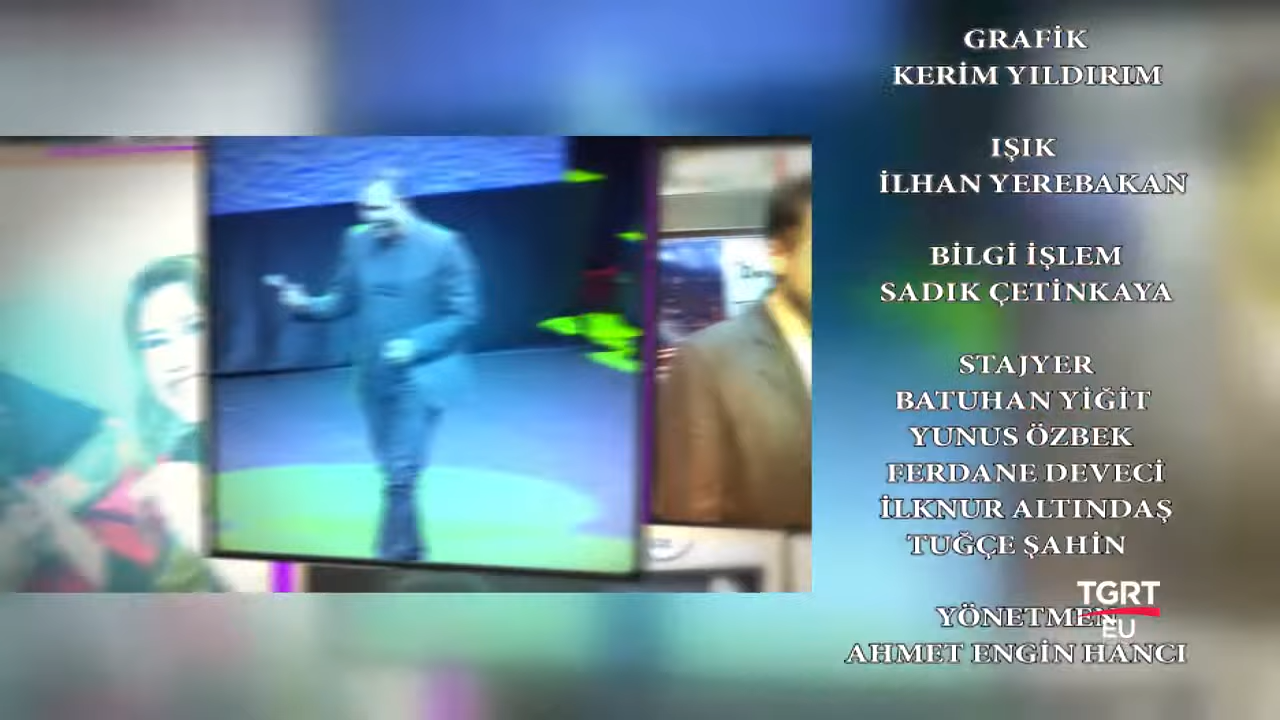 GRAFİK
KERİM YILDIRIM
IŞIK
İLHAN YEREBAKAN
BİLGİ İŞLEM
SADIK ÇETİNKAYA
STAJYER
BATUHAN YİĞİT
YUNUS ÖZBEK
FERDANE DEVECİ
İLKNUR ALTINDAŞ
TUĞÇE ŞAHİN
YÖNETMEN
AHMET ENGİN HANCI
TGRT
EU